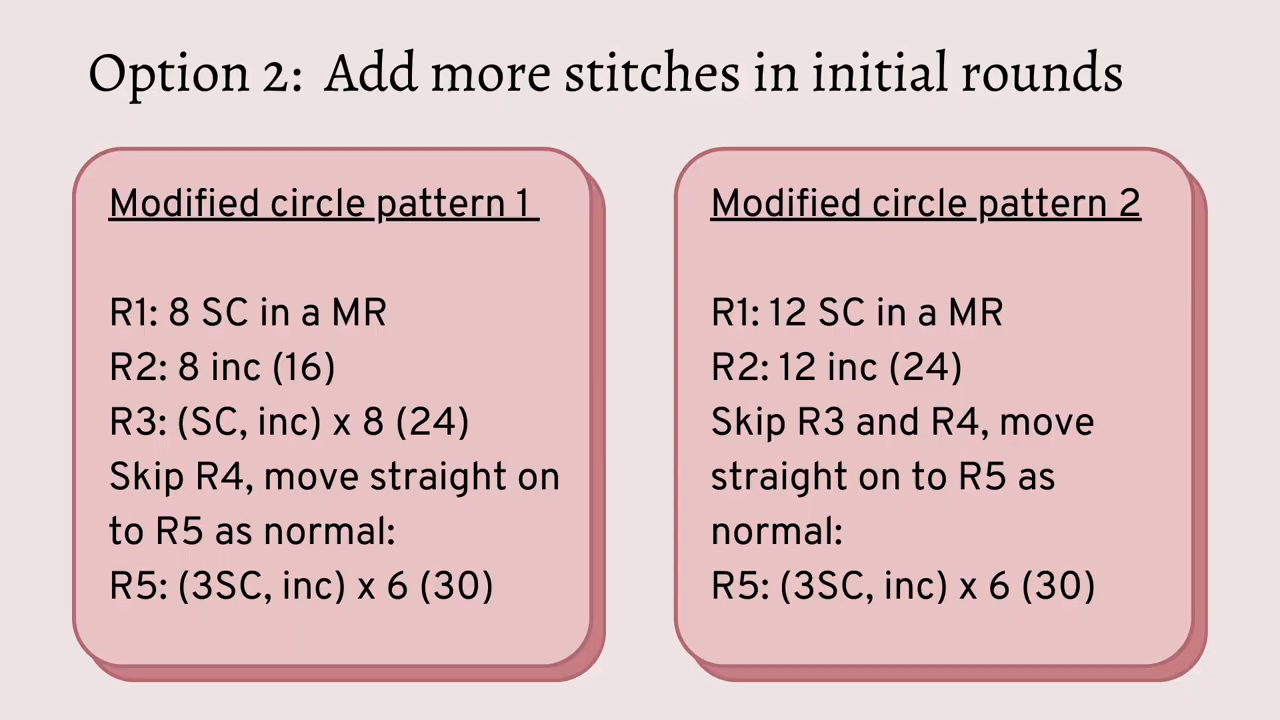 Option 2: Add more stitches in initial rounds
Modified circle pattern 1
R1: 8 SC in a MR
R2: 8 inc (16)
R3: (SC, inc) x 8 (24)
Skip R4, move straight on
to R5 as normal:
R5: (3SC, inc) x 6 (30)
Modified circle pattern 2
R1: 12 SC in a MR
R2: 12 inc (24)
Skip R3 and R4, move
straight on to R5 as
normal:
R5: (3SC, inc) x 6 (30)